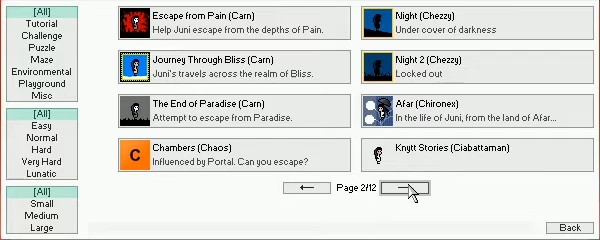 [All]
Tutorial
Challenge
Puzzle
Maze
Environmental
Playground
Misc
[All]
Easy
Normal
Hard
Very Hard
Lunatic
[All]
Small
Medium
Large
Escape from Pain (Carn)
Help Juni escape from the depths of Pain.
Night (Chezzy)
Under cover of darkness
Journey Through Bliss (Carn)
Juni's travels across the realm of Bliss.
Night 2 (Chezzy)
Locked out
The End of Paradise (Carn)
Attempt to escape from Paradise.
Afar (Chironex)
In the life of Juni, from the land of Afar...
C
Chambers (Chaos)
Influenced by Portal. Can you escape?
Knytt Stories (Ciabattaman)
Page 2/12
Back